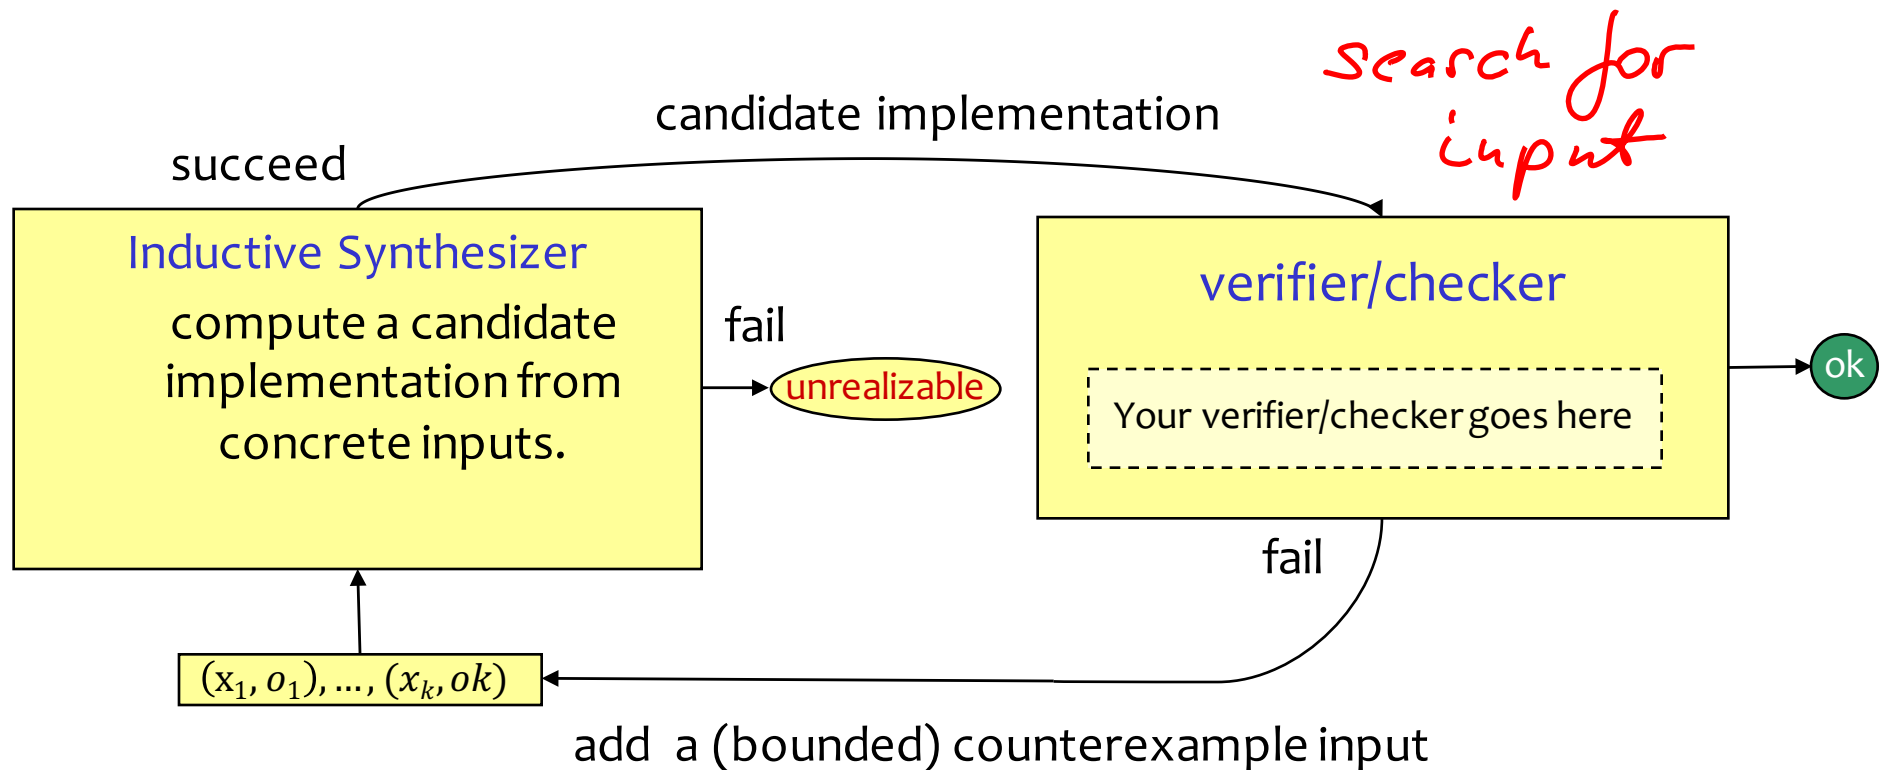 search for
input
candidate implementation
succeed
Inductive Synthesizer
compute a candidate
implementation from
concrete inputs.
fail
unrealizable
verifier/checker
Your verifier/checker goes here
ok
fail
(x₁, o₁), …, (xₖ, ok)
add a (bounded) counterexample input